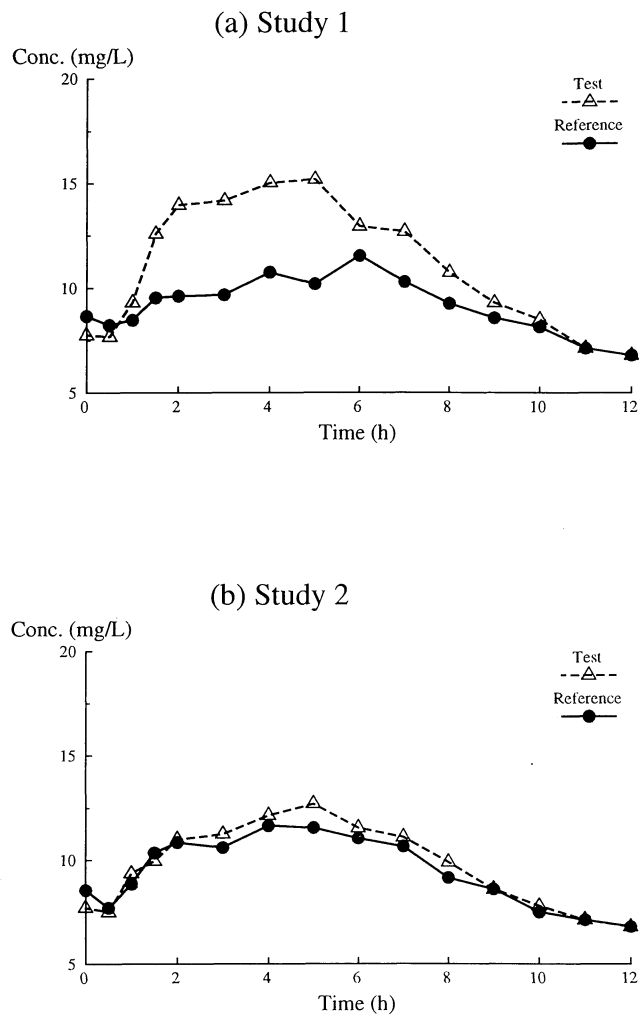 (a) Study 1
Conc. (mg/L)
20
Test
Reference
15
10
5
0 2 4 6 8 10 12
Time (h)
(b) Study 2
Conc. (mg/L)
20
Test
Reference
15
10
5
0 2 4 6 8 10 12
Time (h)